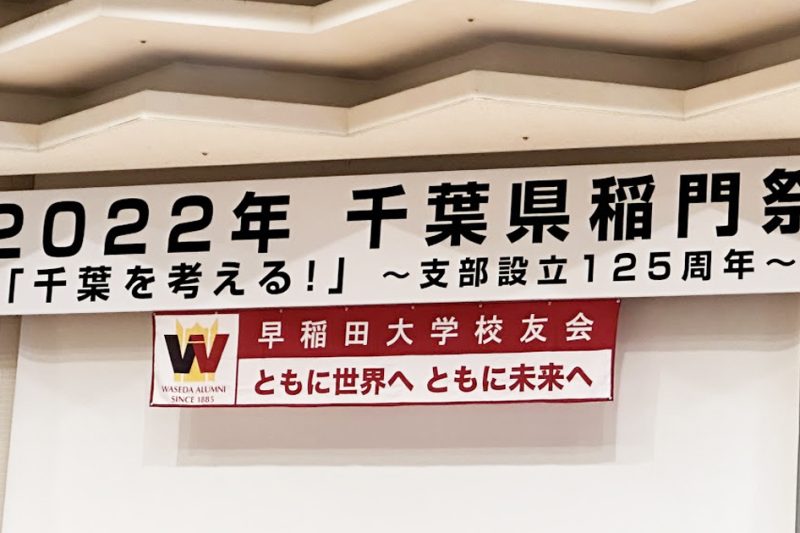 2022年 千葉県稲門祭
「千葉を考える!」 ～支部設立125周年～
早稲田大学校友会
ともに世界へ ともに未来へ
W
WASEDA ALUMNI
SINCE 1885